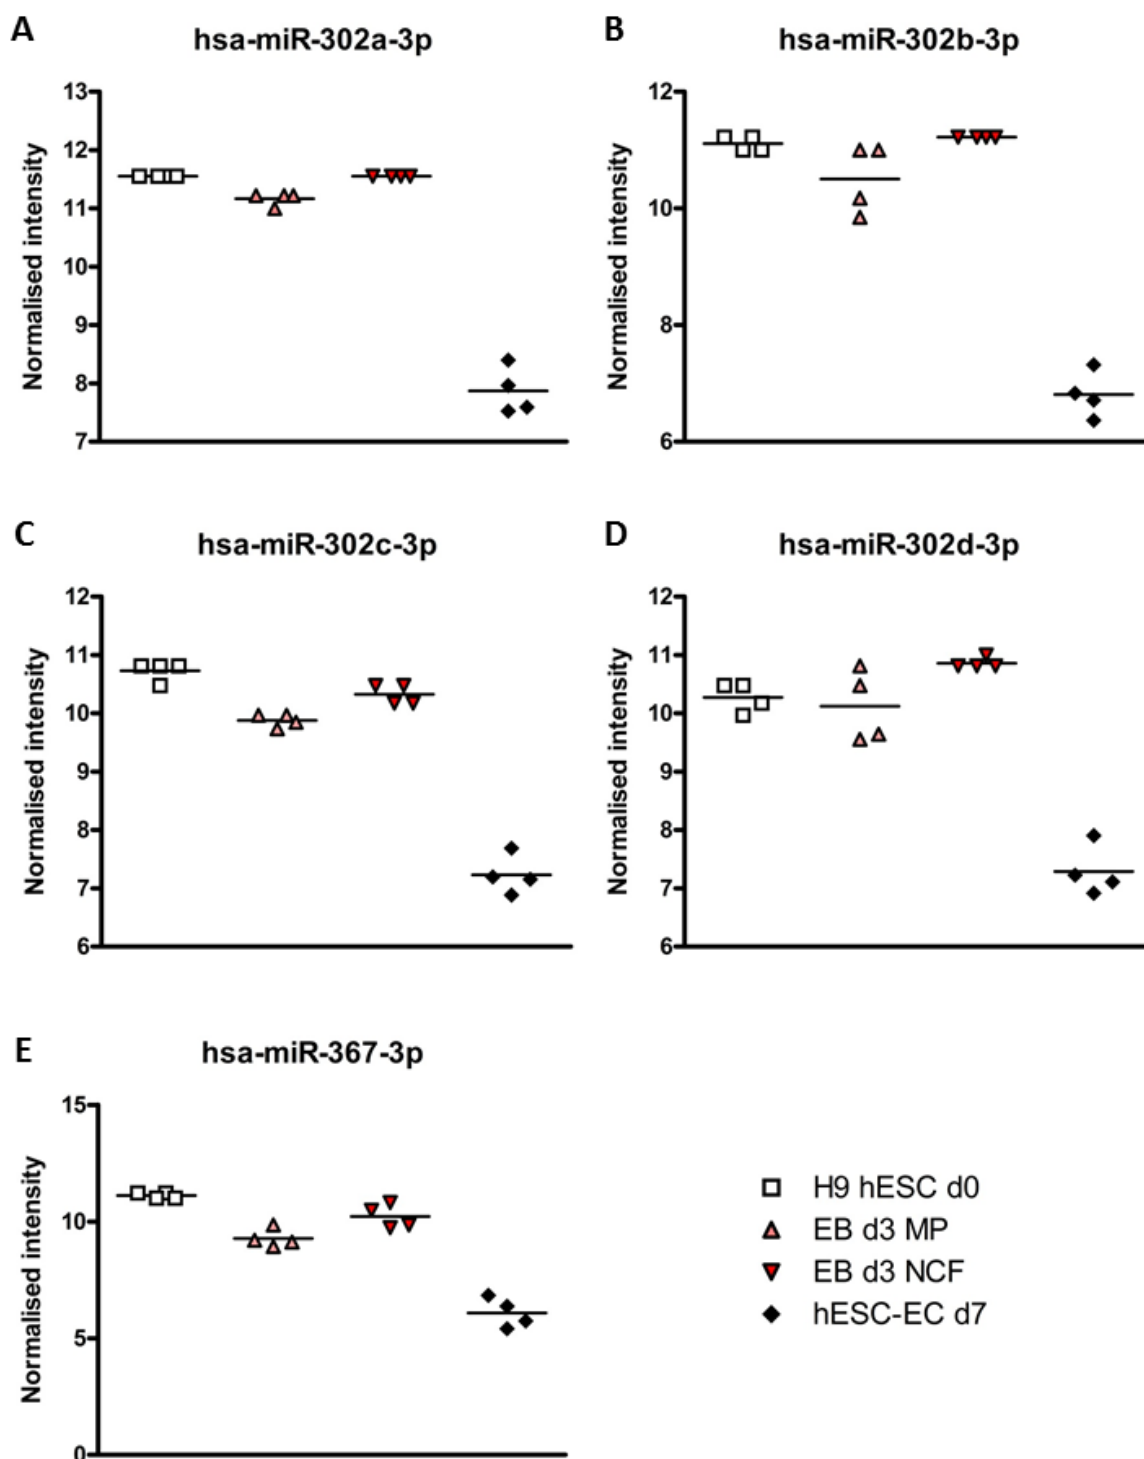 A
hsa-miR-302a-3p
Normalised intensity
13
12
11
10
9
8
7
B
hsa-miR-302b-3p
Normalised intensity
12
10
8
6
C
hsa-miR-302c-3p
Normalised intensity
12
11
10
9
8
7
6
D
hsa-miR-302d-3p
Normalised intensity
12
11
10
9
8
7
6
E
hsa-miR-367-3p
Normalised intensity
15
10
5
0
H9 hESC d0
EB d3 MP
EB d3 NCF
hESC-EC d7